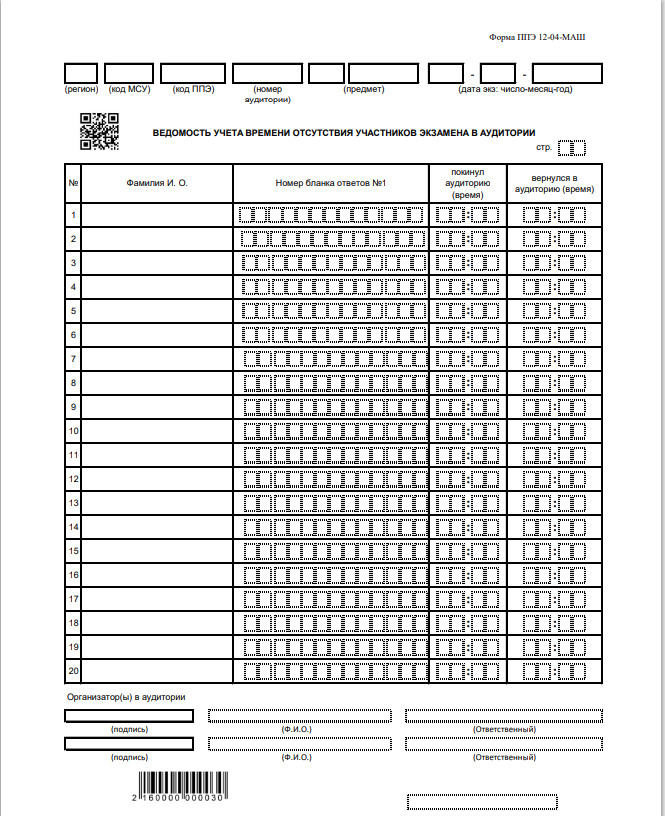 Форма ППЭ 12-04-МАШ
- -
(регион) (код МСУ) (код ППЭ) (номер аудитории) (предмет) (дата экз: число-месяц-год)
ВЕДОМОСТЬ УЧЕТА ВРЕМЕНИ ОТСУТСТВИЯ УЧАСТНИКОВ ЭКЗАМЕНА В АУДИТОРИИ
стр.
№ Фамилия И. О. Номер бланка ответов №1 покинул аудиторию (время) вернулся в аудиторию (время)
1 : :
2 : :
3 : :
4 : :
5 : :
6 : :
7 : :
8 : :
9 : :
10 : :
11 : :
12 : :
13 : :
14 : :
15 : :
16 : :
17 : :
18 : :
19 : :
20 : :
Организатор(ы) в аудитории
(подпись) (Ф.И.О.) (Ответственный)
(подпись) (Ф.И.О.) (Ответственный)
2 160000 000030